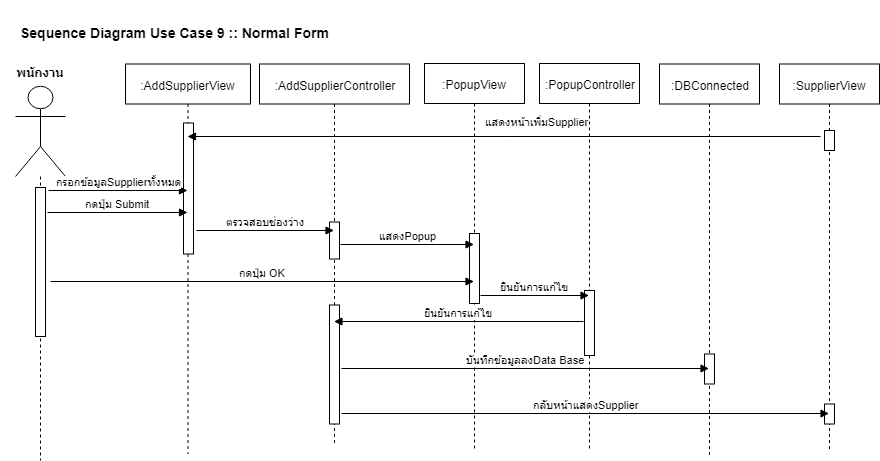 Sequence Diagram Use Case 9 :: Normal Form
พนักงาน
:AddSupplierView
:AddSupplierController
:PopupView
:PopupController
:DBConnected
:SupplierView
แสดงหน้าเพิ่มSupplier
กรอกข้อมูลSupplierทั้งหมด
กดปุ่ม Submit
ตรวจสอบช่องว่าง
แสดงPopup
กดปุ่ม OK
ยืนยันการแก้ไข
ยืนยันการแก้ไข
บันทึกข้อมูลลงData Base
กลับหน้าแสดงSupplier